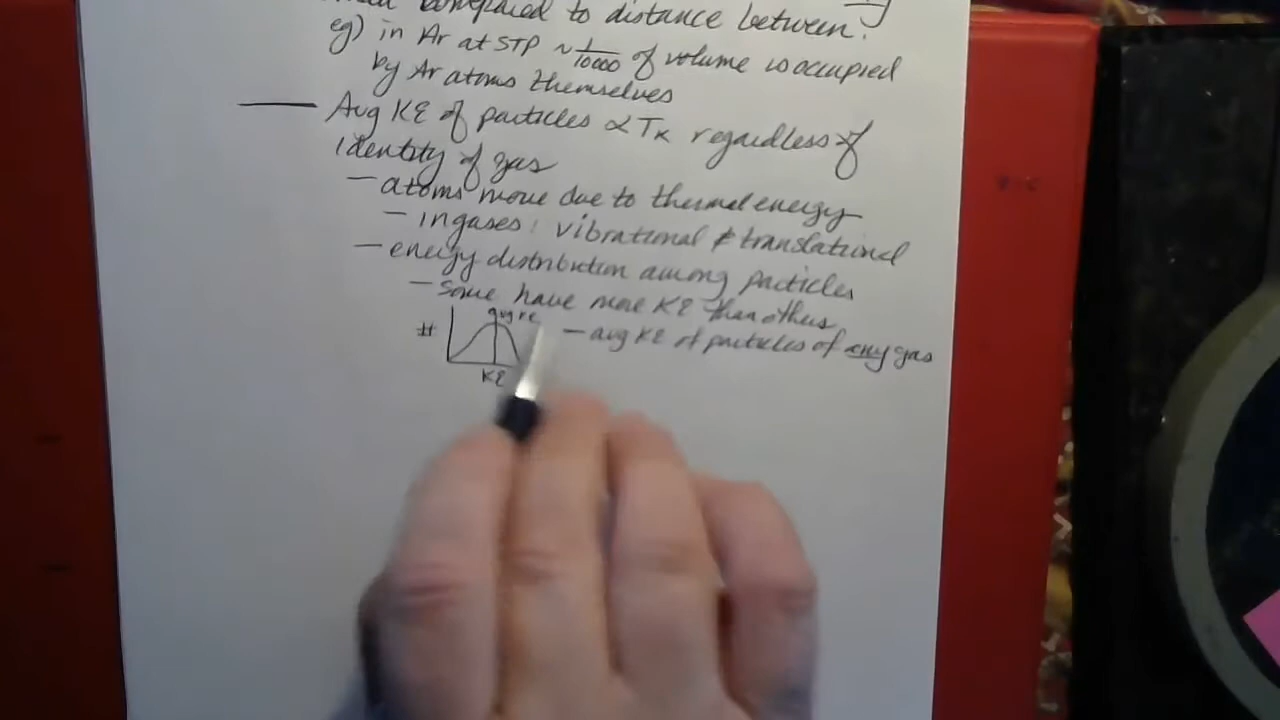 compared to distance between.
eg) in Ar at STP ~ 1/10000 of volume is occupied
by Ar atoms themselves
Avg KE of particles ∝ TK regardless of
identity of gas
- atoms move due to thermal energy
- in gases: vibrational & translational
- energy distribution among particles
- some have more KE than others
avg KE
# - avg KE of particles of any gas
KE